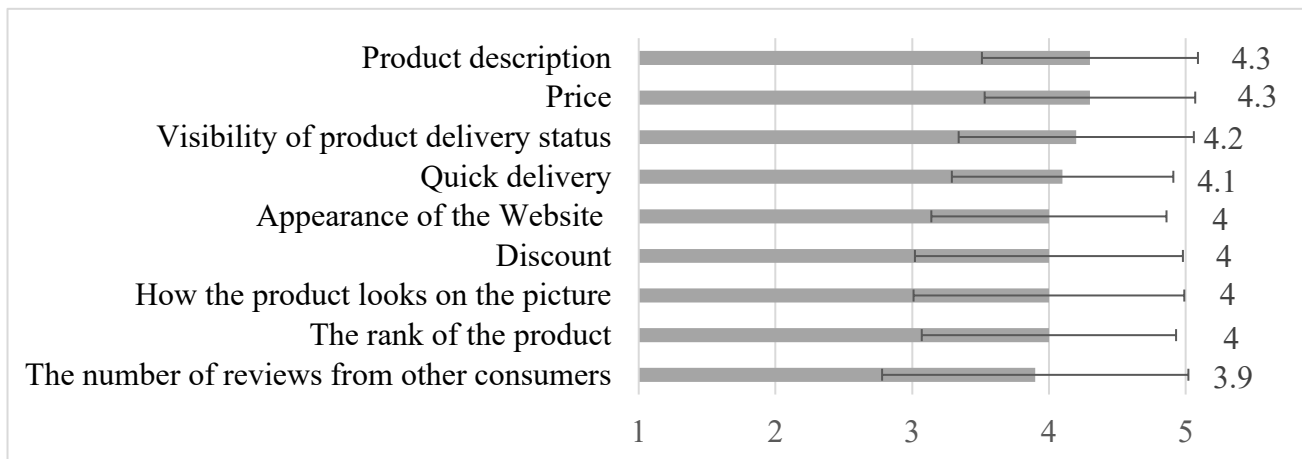 Product description 4.3
Price 4.3
Visibility of product delivery status 4.2
Quick delivery 4.1
Appearance of the Website 4
Discount 4
How the product looks on the picture 4
The rank of the product 4
The number of reviews from other consumers 3.9
1 2 3 4 5